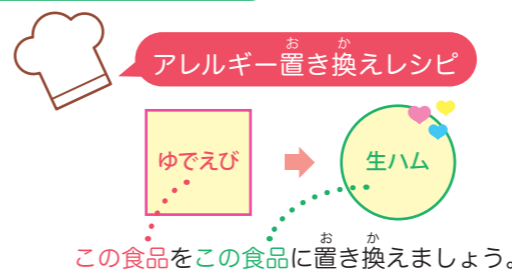 お か
アレルギー置き換えレシピ
ゆでえび
生ハム
お か
この食品をこの食品に置き換えましょう。